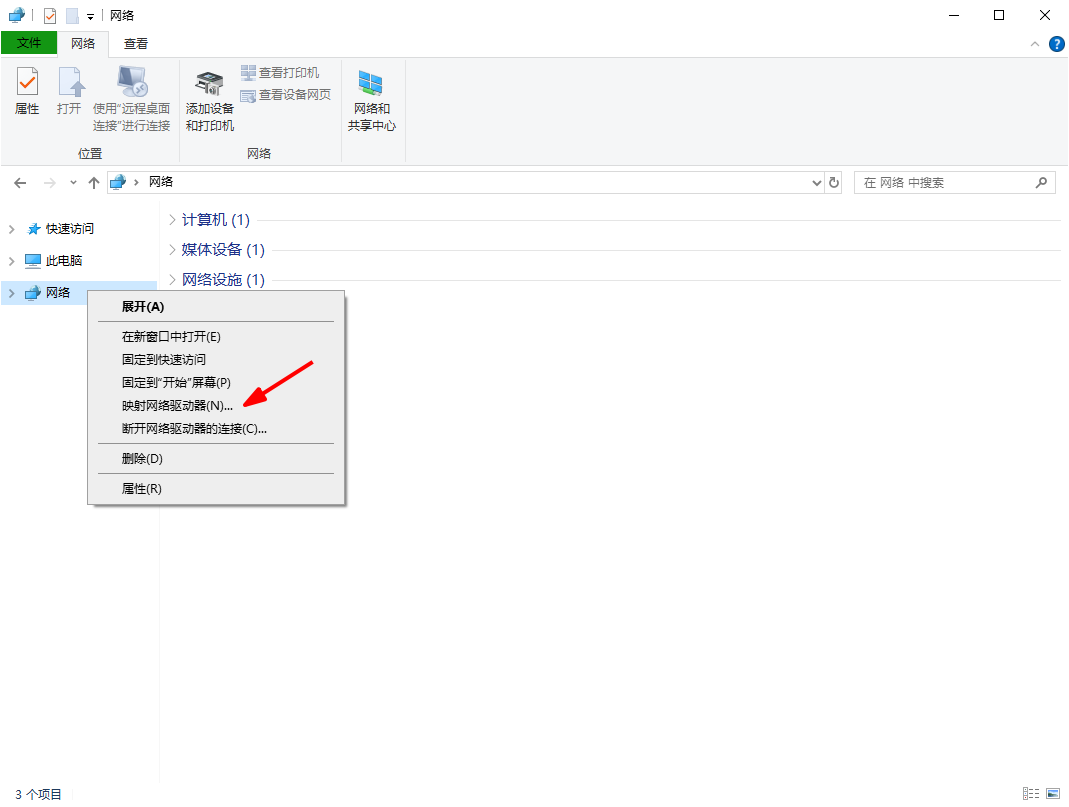 网络
文件
网络
查看
属性
打开
使用“远程桌面
连接”进行连接
位置
添加设备
和打印机
查看打印机
查看设备网页
网络
网络和
共享中心
网络
在 网络 中搜索
快速访问
此电脑
网络
计算机 (1)
媒体设备 (1)
网络设施 (1)
展开(A)
在新窗口中打开(E)
固定到快速访问
固定到“开始”屏幕(P)
映射网络驱动器(N)...
断开网络驱动器的连接(C)...
删除(D)
属性(R)
3 个项目